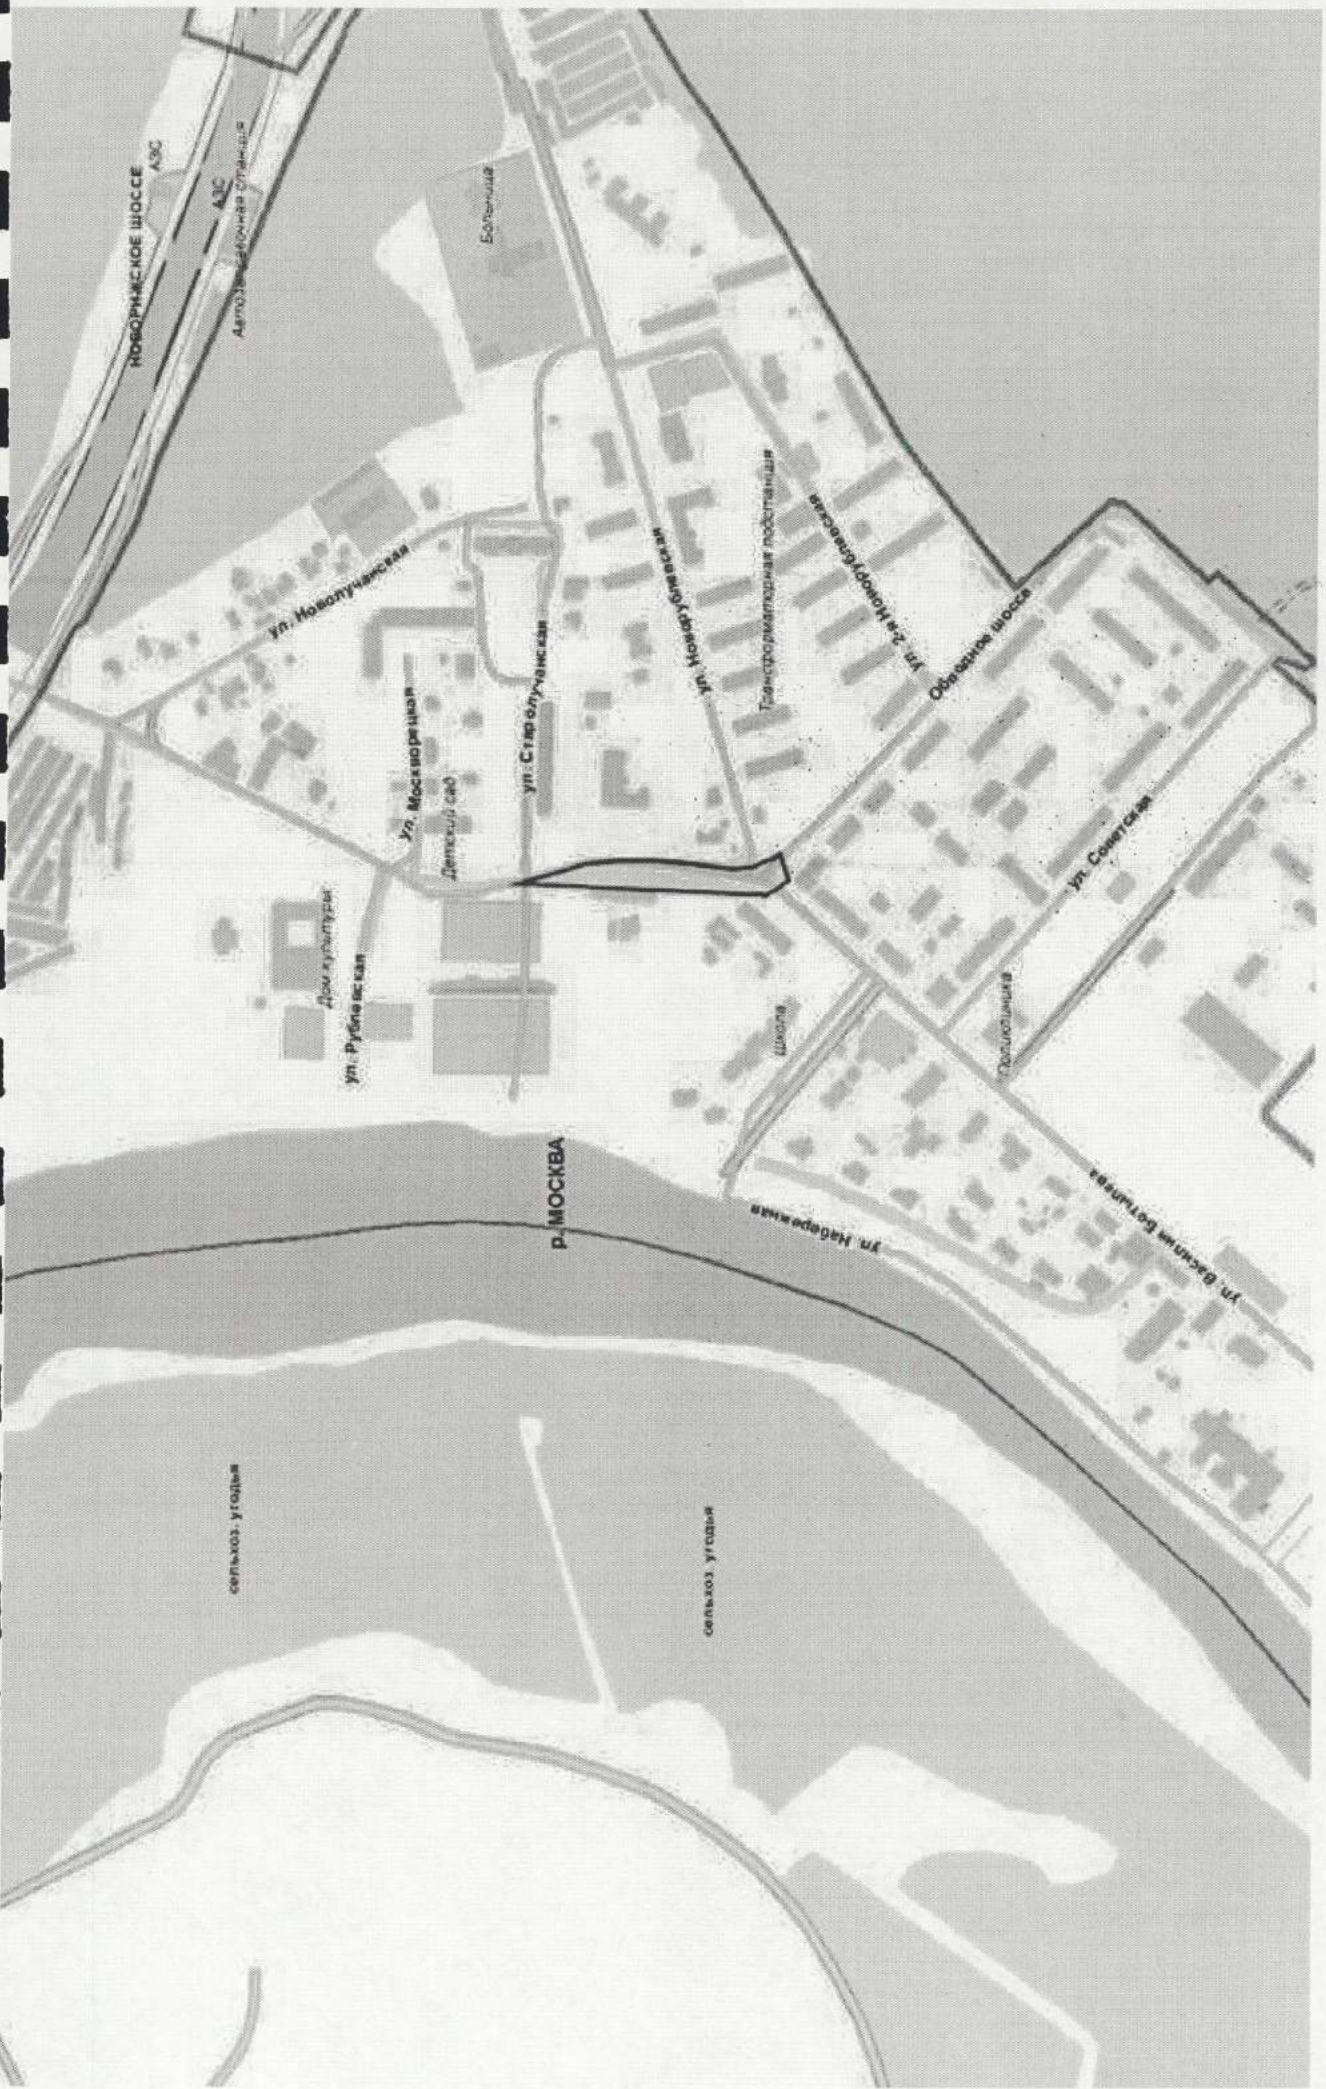 НОВОРИЖСКОЕ ШОССЕ
АЗС
АЗС
Автозаправочная станция
Больница
ул. Новолучанская
ул. Москворецкая
Детский сад
ул. Старолучанская
ул. Новорублевская
Трансформаторная подстанция
ул. 2-я Новорублевская
Обводное шоссе
ул. Советская
Дом культуры
ул. Рублевская
Школа
Поликлиника
р. МОСКВА
ул. Набережная
ул. Василия Ботылева
сельхоз. угодья
сельхоз. угодья